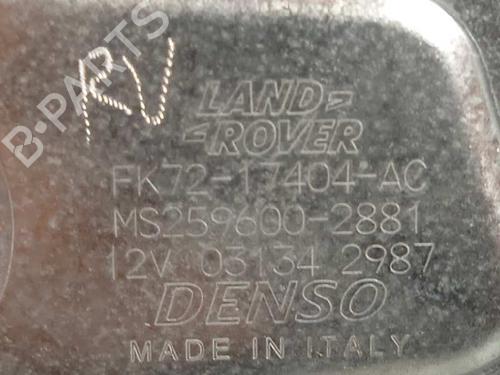 B-PARTS
RV
LAND
ROVER
FK72-17404-AC
MS259600-2881
12V 03134 2987
DENSO
MADE IN ITALY